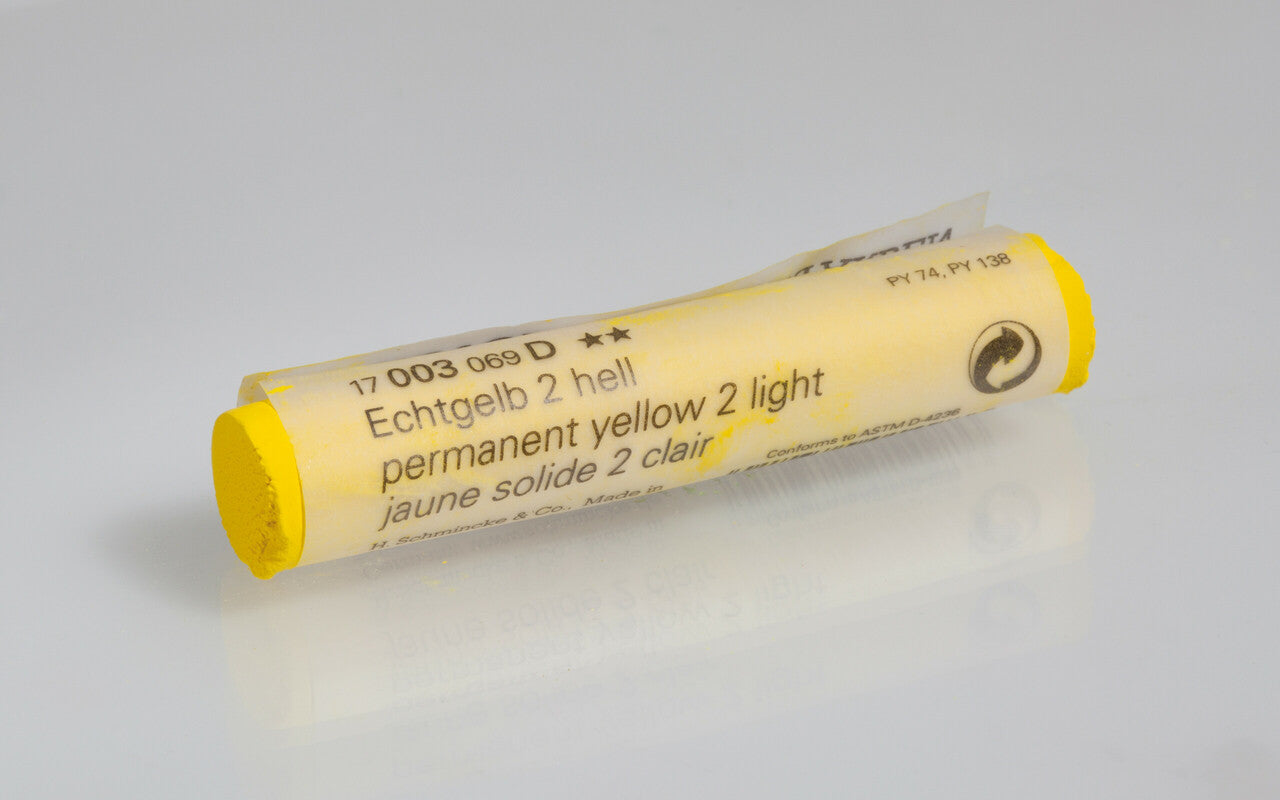 17 003 069 D ★★
Echtgelb 2 hell
permanent yellow 2 light
jaune solide 2 clair
H. Schmincke & Co., Made in
PY 74, PY 138
Conforms to ASTM D-4236